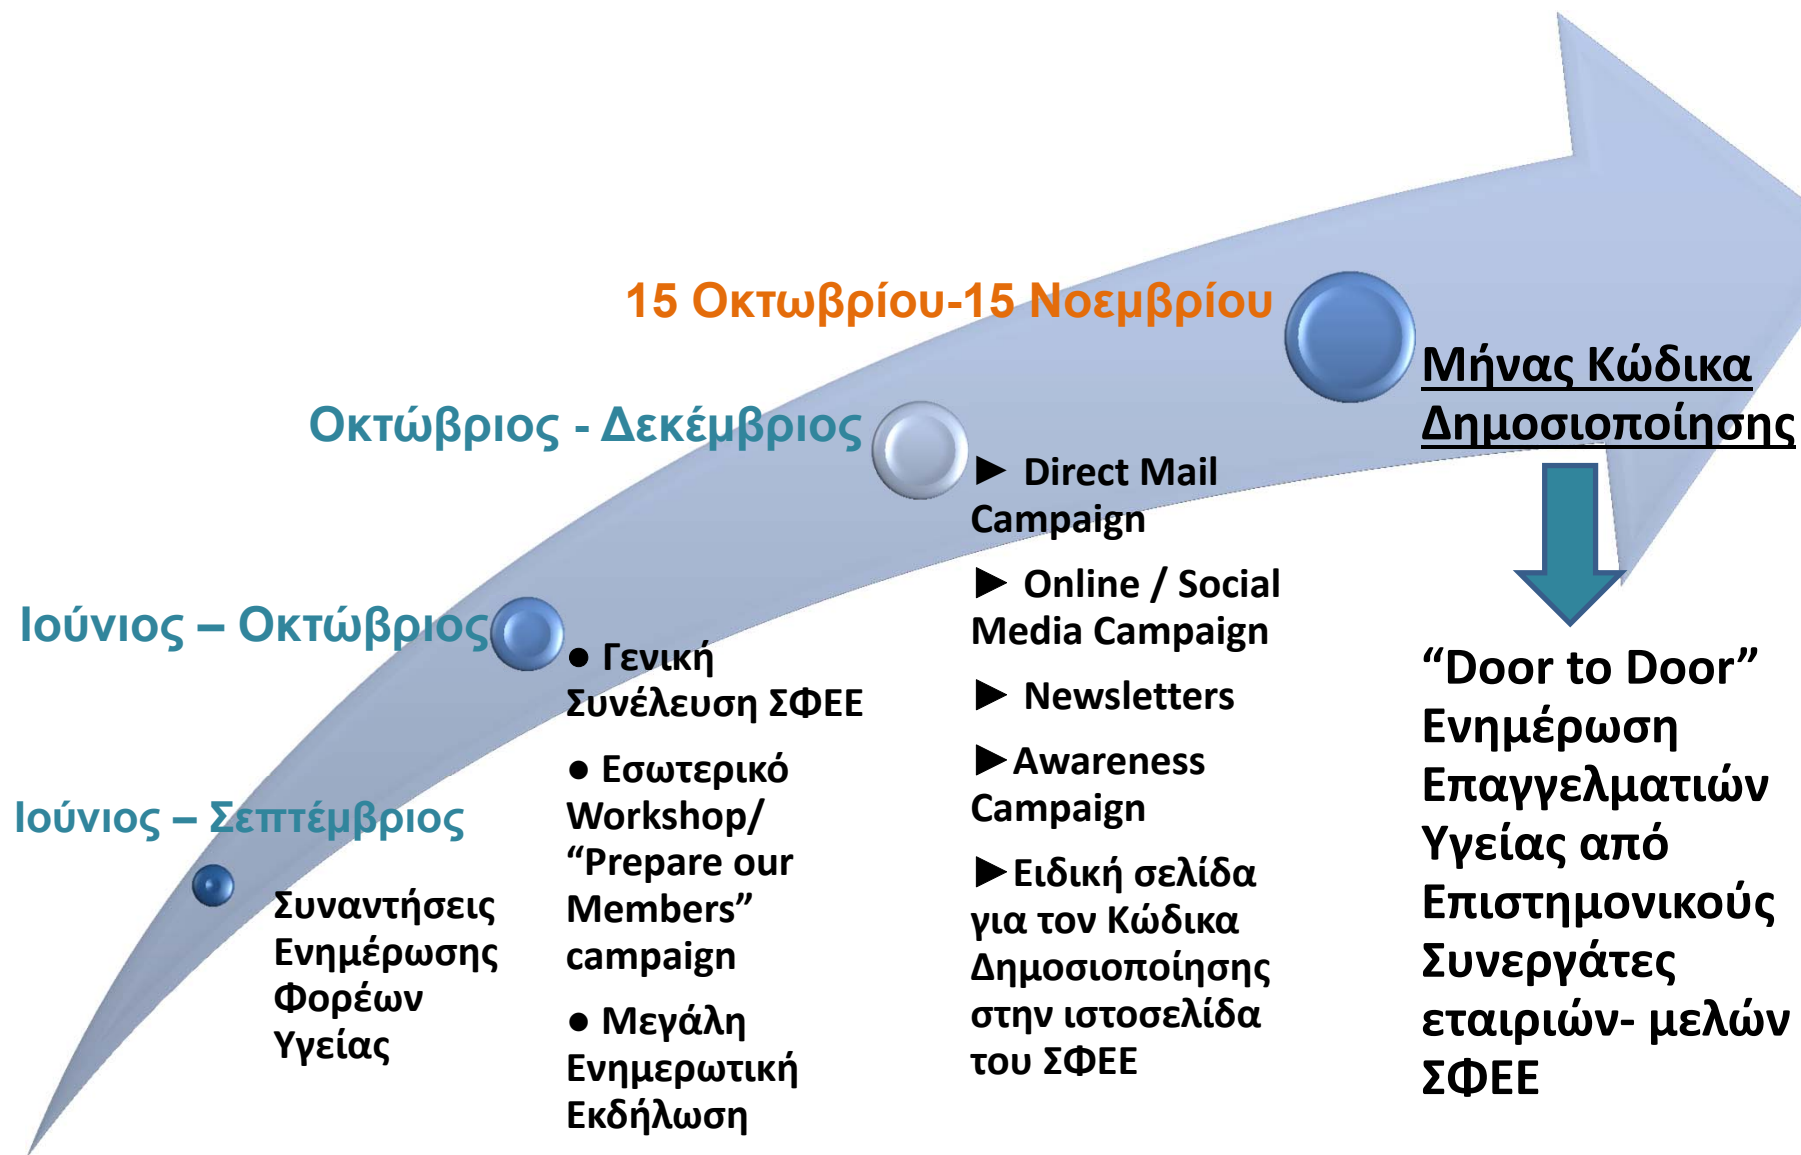 15 Οκτωβρίου-15 Νοεμβρίου
Μήνας Κώδικα
Δημοσιοποίησης
“Door to Door”
Ενημέρωση
Επαγγελματιών
Υγείας από
Επιστημονικούς
Συνεργάτες
εταιριών- μελών
ΣΦΕΕ
Οκτώβριος - Δεκέμβριος
► Direct Mail
Campaign
► Online / Social
Media Campaign
► Newsletters
►Awareness
Campaign
►Ειδική σελίδα
για τον Κώδικα
Δημοσιοποίησης
στην ιστοσελίδα
του ΣΦΕΕ
Ιούνιος – Οκτώβριος
● Γενική
Συνέλευση ΣΦΕΕ
● Εσωτερικό
Workshop/
“Prepare our
Members”
campaign
● Μεγάλη
Ενημερωτική
Εκδήλωση
Ιούνιος – Σεπτέμβριος
Συναντήσεις
Ενημέρωσης
Φορέων
Υγείας